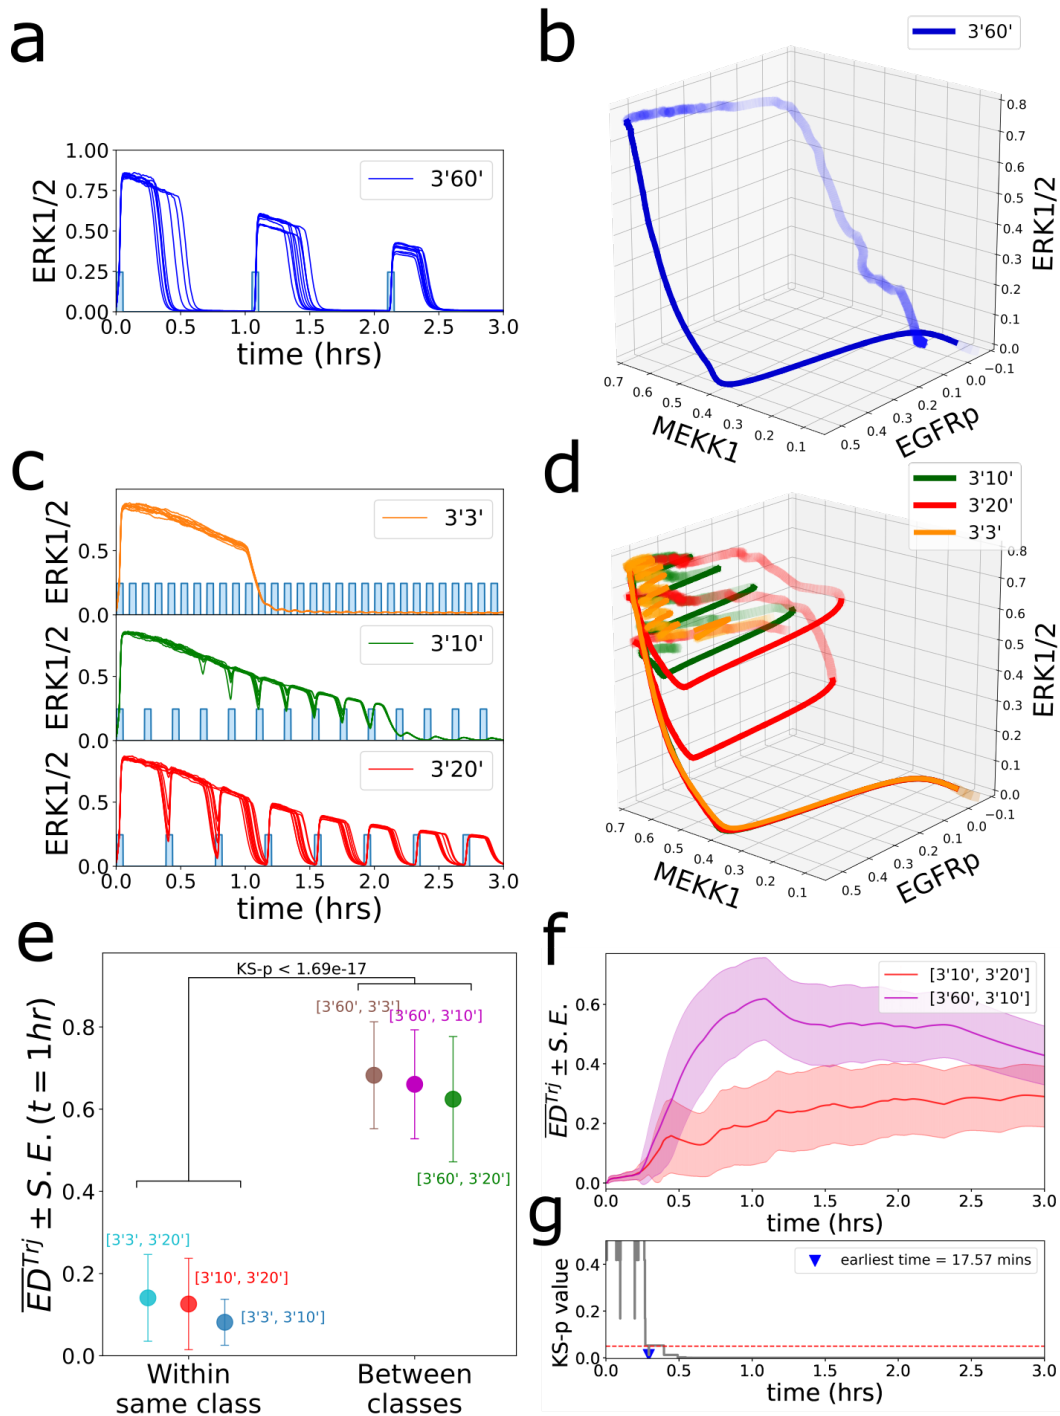 a
1.00
0.75
0.50
0.25
0.00
ERK1/2
3'60'
0.0 0.5 1.0 1.5 2.0 2.5 3.0
time (hrs)
b
3'60'
0.8
0.7
0.6
0.5
0.4
0.3
0.2
0.1
0.0
ERK1/2
0.7 0.6 0.5 0.4 0.3 0.2 0.1
MEKK1
0.5 0.4 0.3 0.2 0.1 0.0 −0.1
EGFRp
c
3'3'
0.5
0.0
ERK1/2
3'10'
0.5
0.0
ERK1/2
3'20'
0.5
0.0
ERK1/2
0.0 0.5 1.0 1.5 2.0 2.5 3.0
time (hrs)
d
3'10'
3'20'
3'3'
0.8
0.7
0.6
0.5
0.4
0.3
0.2
0.1
0.0
ERK1/2
0.7 0.6 0.5 0.4 0.3 0.2 0.1
MEKK1
0.5 0.4 0.3 0.2 0.1 0.0 −0.1
EGFRp
e
KS-p < 1.69e-17
[3'60', 3'3']
[3'60', 3'10']
[3'60', 3'20']
[3'3', 3'20']
[3'10', 3'20']
[3'3', 3'10']
0.8
0.6
0.4
0.2
0.0
ED^Trj ± S.E. (t = 1hr)
Within
same class
Between
classes
f
[3'10', 3'20']
[3'60', 3'10']
0.6
0.4
0.2
0.0
ED^Trj ± S.E.
0.0 0.5 1.0 1.5 2.0 2.5 3.0
time (hrs)
g
earliest time = 17.57 mins
0.4
0.2
0.0
KS-p value
0.0 0.5 1.0 1.5 2.0 2.5 3.0
time (hrs)